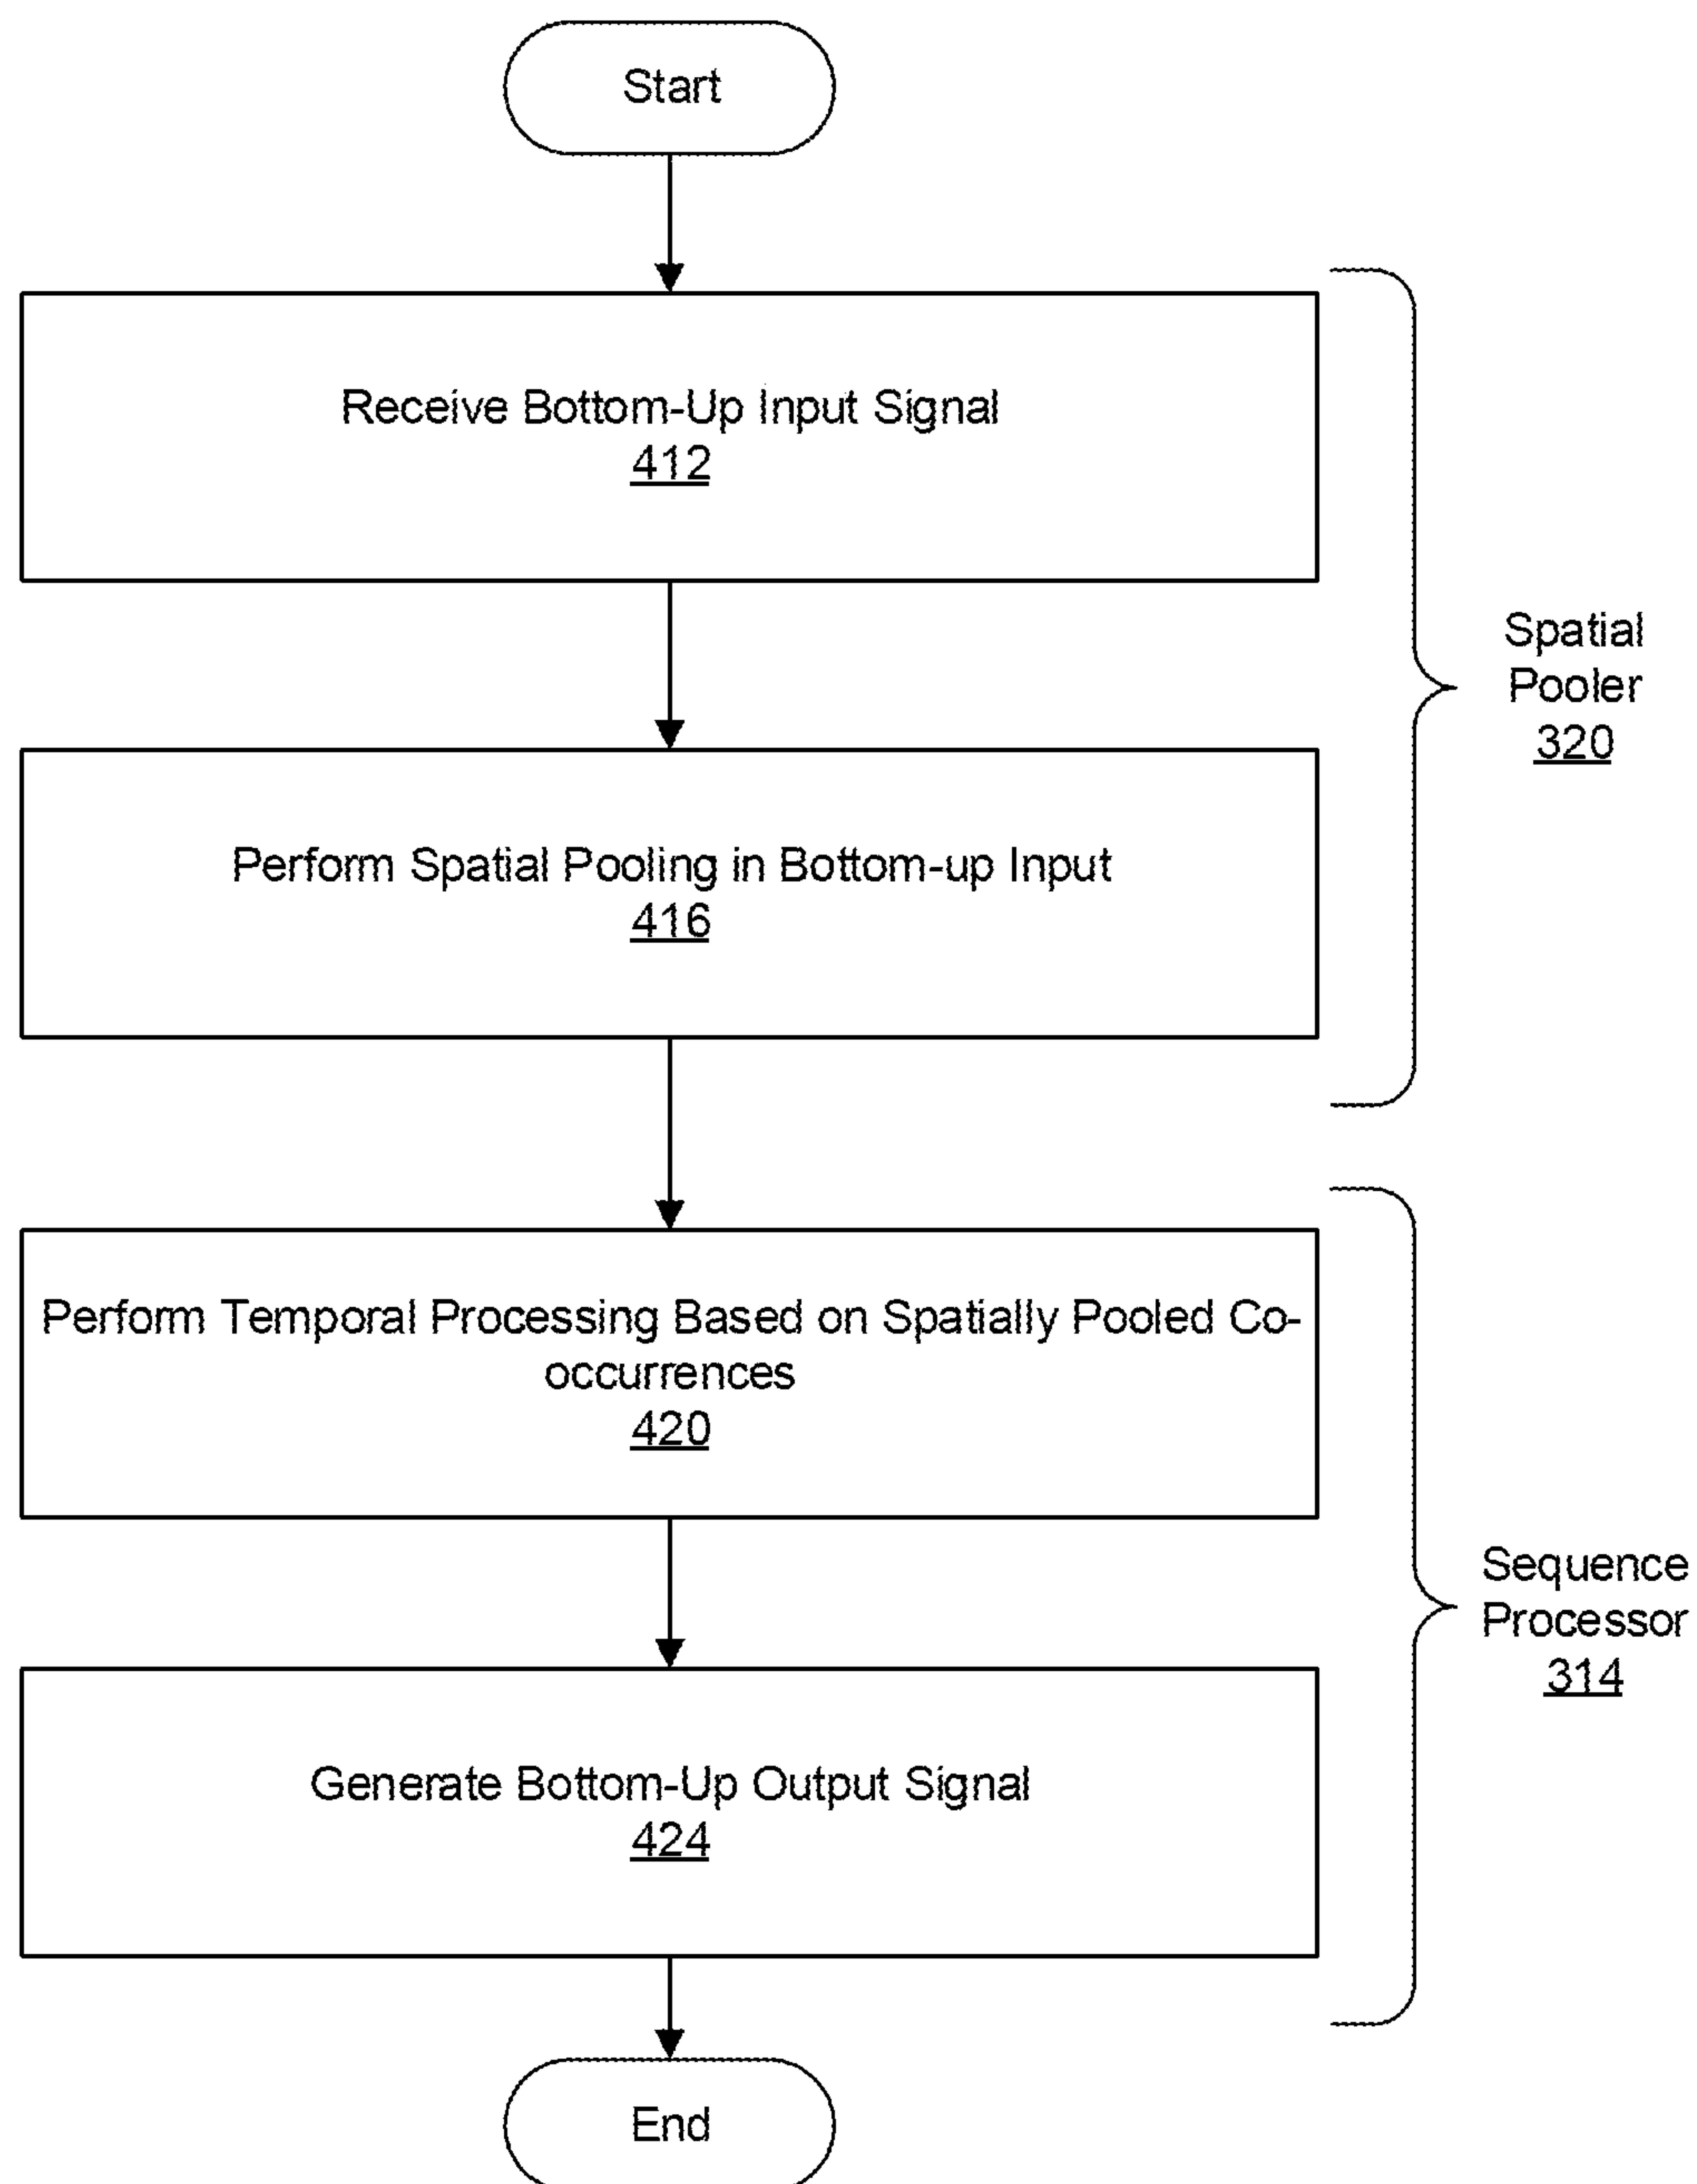 Start
Receive Bottom-Up Input Signal
412
Perform Spatial Pooling in Bottom-up Input
416
Spatial
Pooler
320
Perform Temporal Processing Based on Spatially Pooled Co-
occurrences
420
Generate Bottom-Up Output Signal
424
Sequence
Processor
314
End